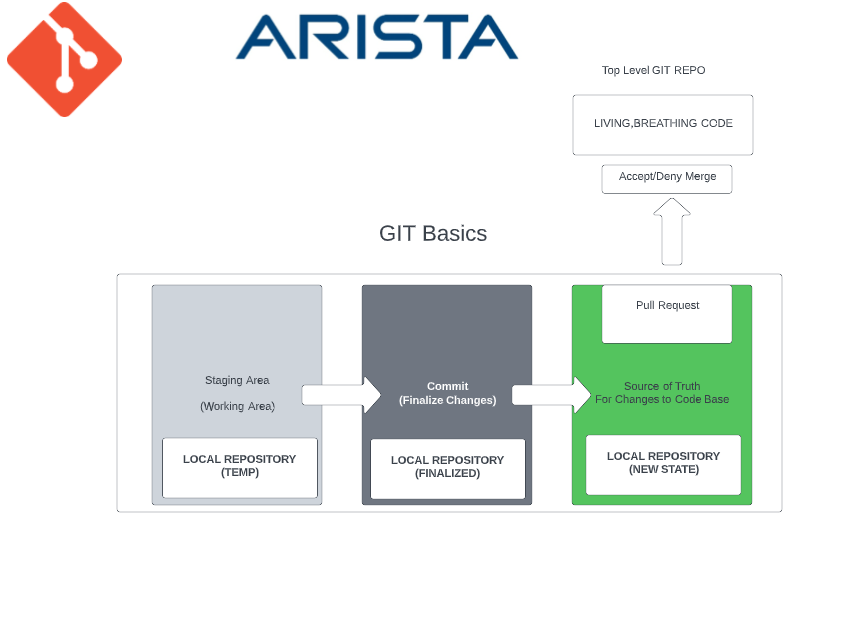 ARISTA
Top Level GIT REPO
LIVING,BREATHING CODE
Accept/Deny Merge
GIT Basics
Pull Request
Staging Area
(Working Area)
Commit
(Finalize Changes)
Source of Truth
For Changes to Code Base
LOCAL REPOSITORY
(TEMP)
LOCAL REPOSITORY
(FINALIZED)
LOCAL REPOSITORY
(NEW STATE)